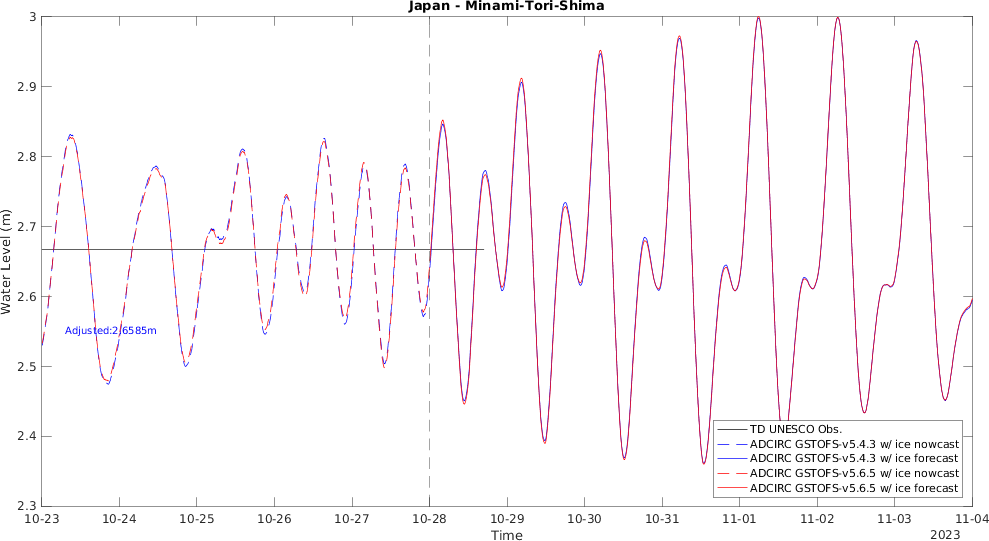 Japan - Minami-Tori-Shima
3
2.9
2.8
2.7
2.6
2.5
2.4
2.3
Water Level (m)
Adjusted:2.6585m
TD UNESCO Obs.
ADCIRC GSTOFS-v5.4.3 w/ ice nowcast
ADCIRC GSTOFS-v5.4.3 w/ ice forecast
ADCIRC GSTOFS-v5.6.5 w/ ice nowcast
ADCIRC GSTOFS-v5.6.5 w/ ice forecast
10-23 10-24 10-25 10-26 10-27 10-28 10-29 10-30 10-31 11-01 11-02 11-03 11-04
Time
2023